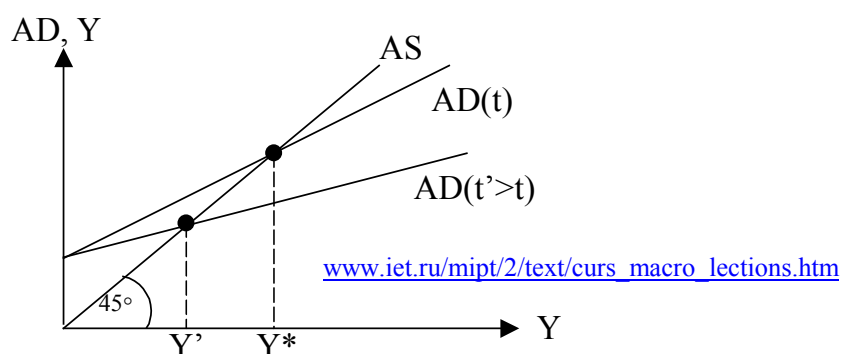 AD, Y
AS
AD(t)
AD(t’>t)
www.iet.ru/mipt/2/text/curs_macro_lections.htm
45°
Y’ Y* Y